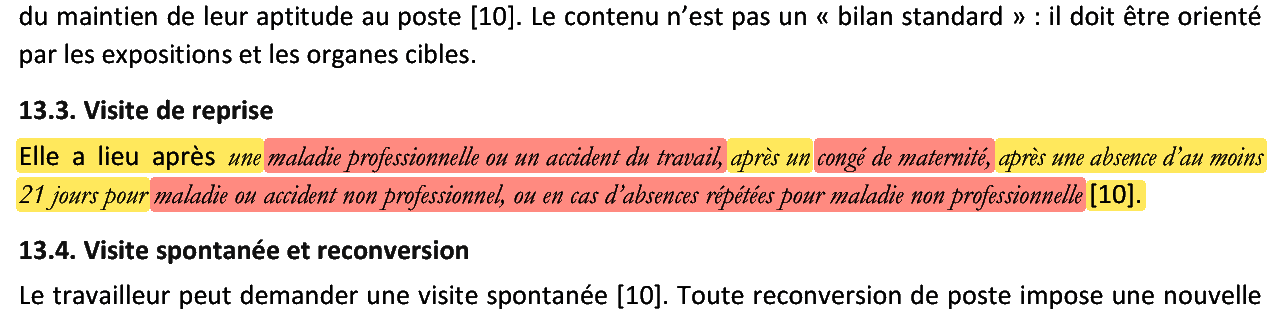 du maintien de leur aptitude au poste [10]. Le contenu n’est pas un « bilan standard » : il doit être orienté
par les expositions et les organes cibles.
13.3. Visite de reprise
Elle a lieu après une maladie professionnelle ou un accident du travail, après un congé de maternité, après une absence d’au moins
21 jours pour maladie ou accident non professionnel, ou en cas d’absences répétées pour maladie non professionnelle [10].
13.4. Visite spontanée et reconversion
Le travailleur peut demander une visite spontanée [10]. Toute reconversion de poste impose une nouvelle